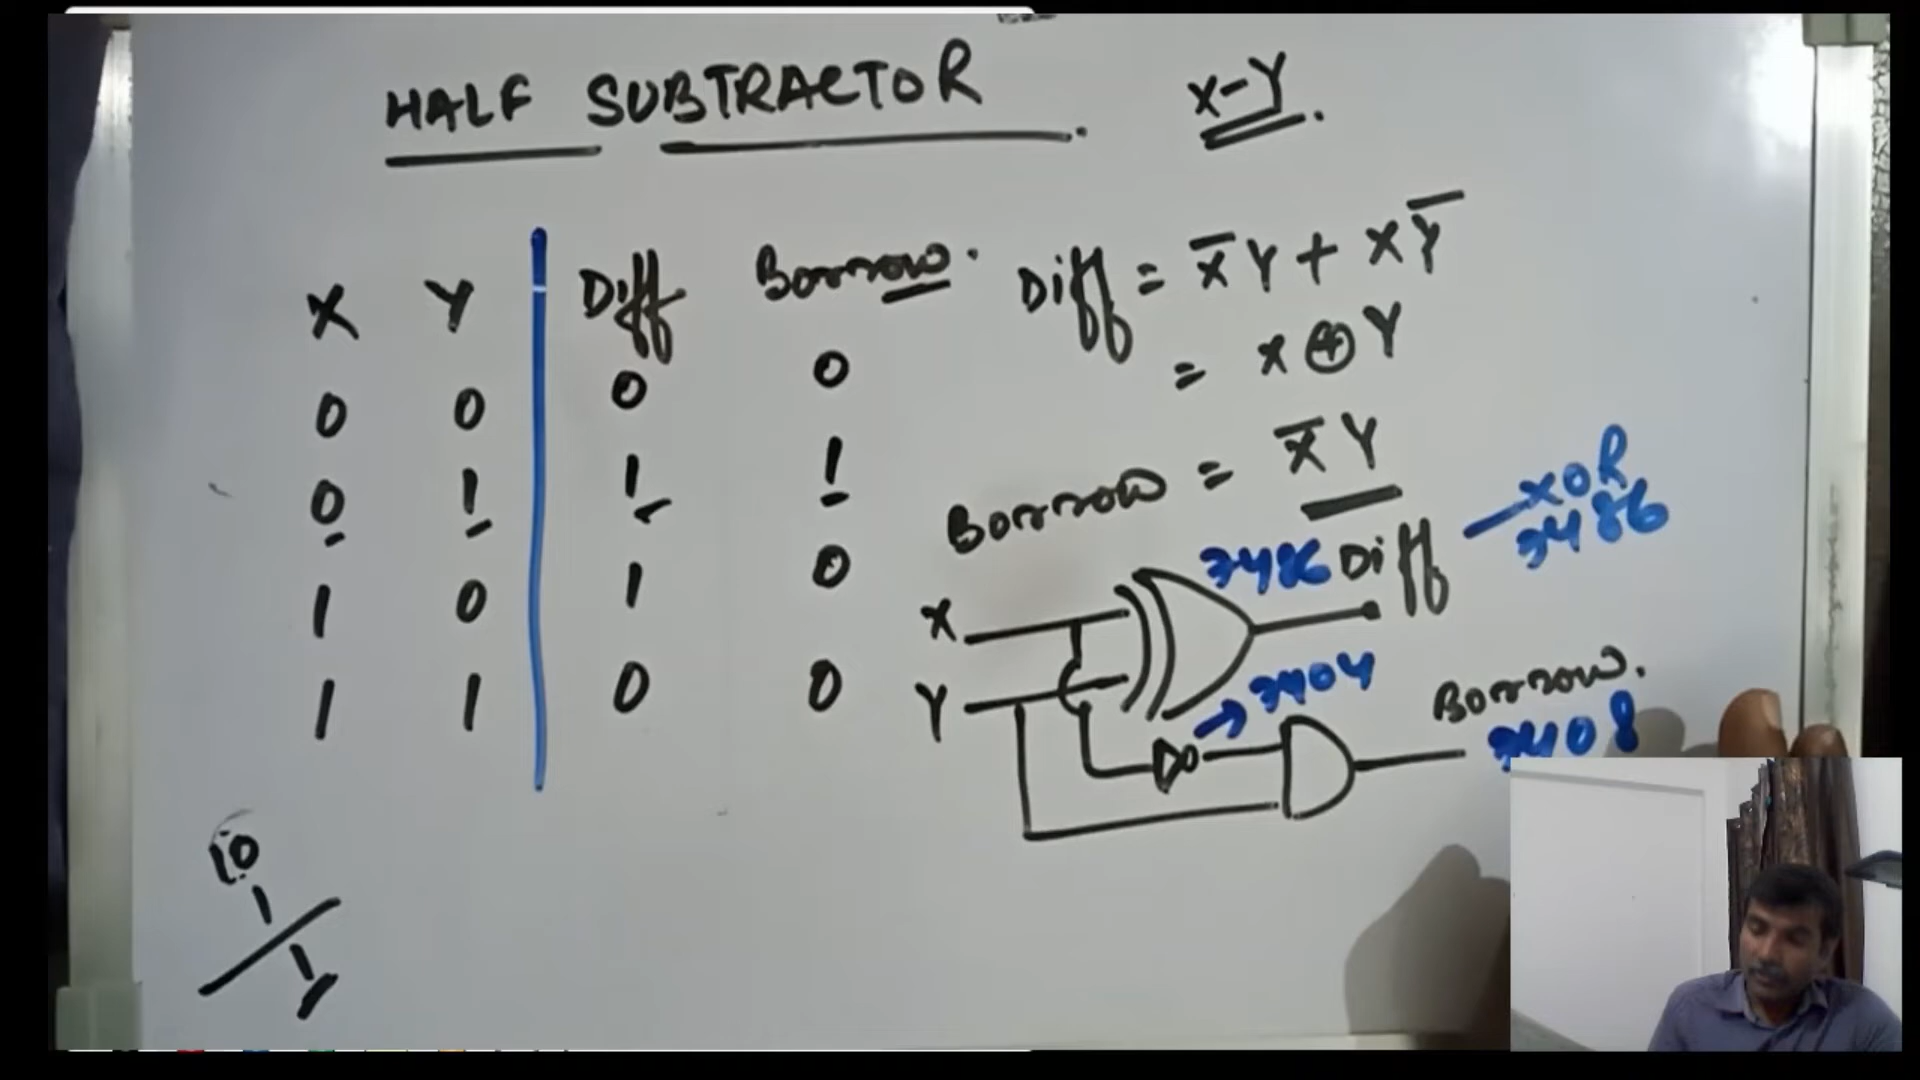 HALF SUBTRACTOR. X-Y.
X Y Diff Borrow.
0 0 0 0
0 1 1 1
1 0 1 0
1 1 0 0
Diff = X̅Y + XY̅
= X ⊕ Y
Borrow = X̅Y
XOR
7486
7486 Diff
X
Y
→ 7404
Borrow.
7408
10
1
1